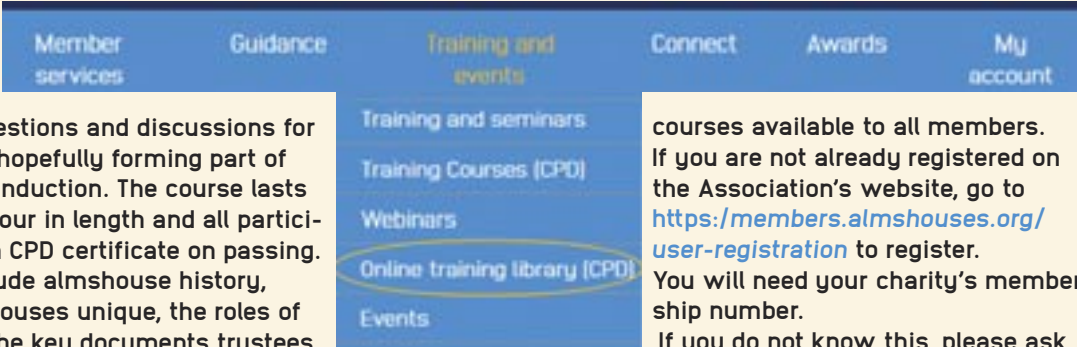 Member services
Guidance
Training and events
Connect
Awards
My account
estions and discussions for
hopefully forming part of
nduction. The course lasts
our in length and all partici-
CPD certificate on passing.
ude almshouse history,
ouses unique, the roles of
he key documents trustees
Training and seminars
Training Courses (CPD)
Webinars
Online training library (CPD)
Events
courses available to all members.
If you are not already registered on
the Association's website, go to
https:/members.almshouses.org/
user-registration to register.
You will need your charity's member
ship number.
If you do not know this, please ask